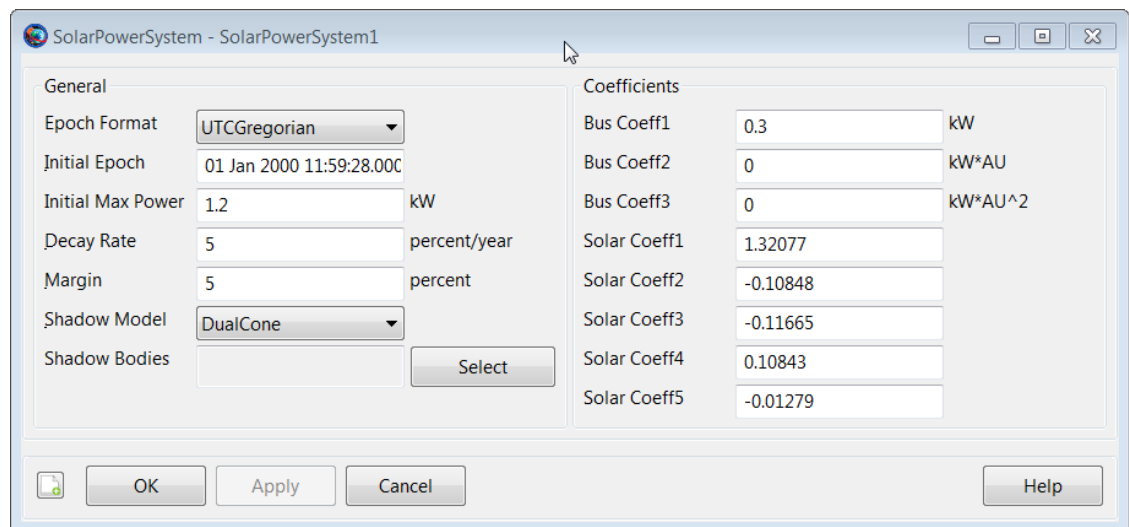 SolarPowerSystem - SolarPowerSystem1
General
Epoch Format UTCGregorian
Initial Epoch 01 Jan 2000 11:59:28.000
Initial Max Power 1.2 kW
Decay Rate 5 percent/year
Margin 5 percent
Shadow Model DualCone
Shadow Bodies Select
Coefficients
Bus Coeff1 0.3 kW
Bus Coeff2 0 kW*AU
Bus Coeff3 0 kW*AU^2
Solar Coeff1 1.32077
Solar Coeff2 -0.10848
Solar Coeff3 -0.11665
Solar Coeff4 0.10843
Solar Coeff5 -0.01279
OK Apply Cancel Help